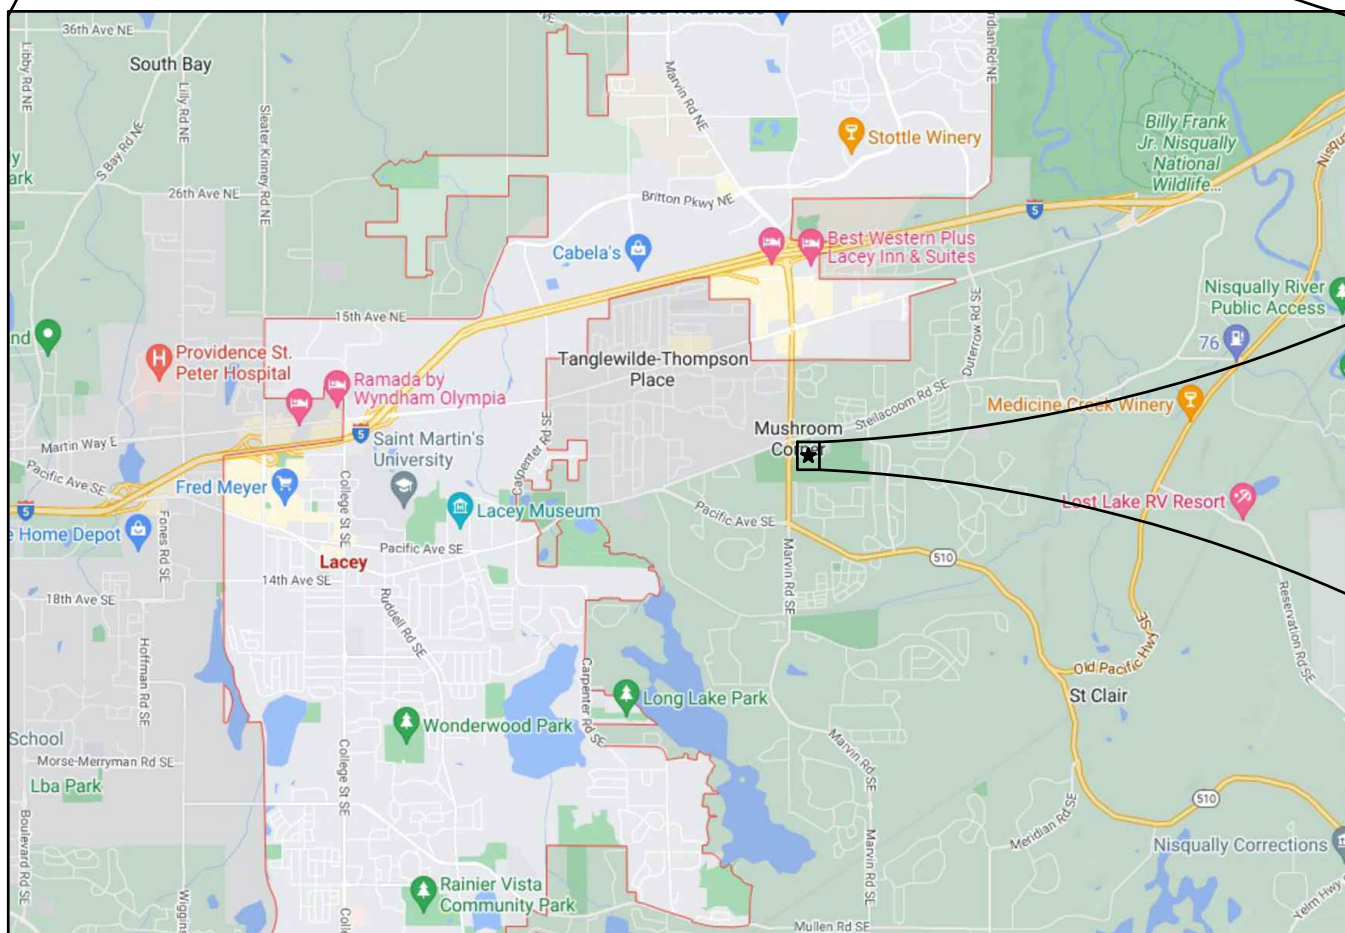 36th Ave NE
South Bay
Libby Rd NE
Lilly Rd NE
Sleater Kinney Rd NE
S Bay Rd NE
26th Ave NE
Marvin Rd NE
Stottle Winery
Billy Frank
Jr. Nisqually
National
Wildlife...
Britton Pkwy NE
5
Cabela's
Best Western Plus
Lacey Inn & Suites
Nisqually River
Public Access
15th Ave NE
Duterrow Rd SE
76
Providence St.
Peter Hospital
H
Tanglewilde-Thompson
Place
Ramada by
Wyndham Olympia
Steilacoom Rd SE
Medicine Creek Winery
Mushroom
Corner
Martin Way E
5
Saint Martin's
University
Carpenter Rd SE
Pacific Ave SE
Fred Meyer
College St SE
Lacey Museum
Lost Lake RV Resort
5
Home Depot
Fones Rd SE
Pacific Ave SE
Pacific Ave SE
Lacey
510
14th Ave SE
Marvin Rd SE
18th Ave SE
Ruddell Rd SE
Reservation Rd SE
Hoffman Rd SE
Old Pacific Hwy SE
St Clair
Carpenter Rd SE
Long Lake Park
Wonderwood Park
School
Morse-Merryman Rd SE
College St SE
Marvin Rd SE
Lba Park
510
Boulevard Rd SE
Meridian Rd SE
Marvin Rd SE
Nisqually Corrections
Rainier Vista
Community Park
Wiggins
Yelm Hwy
Mullen Rd SE